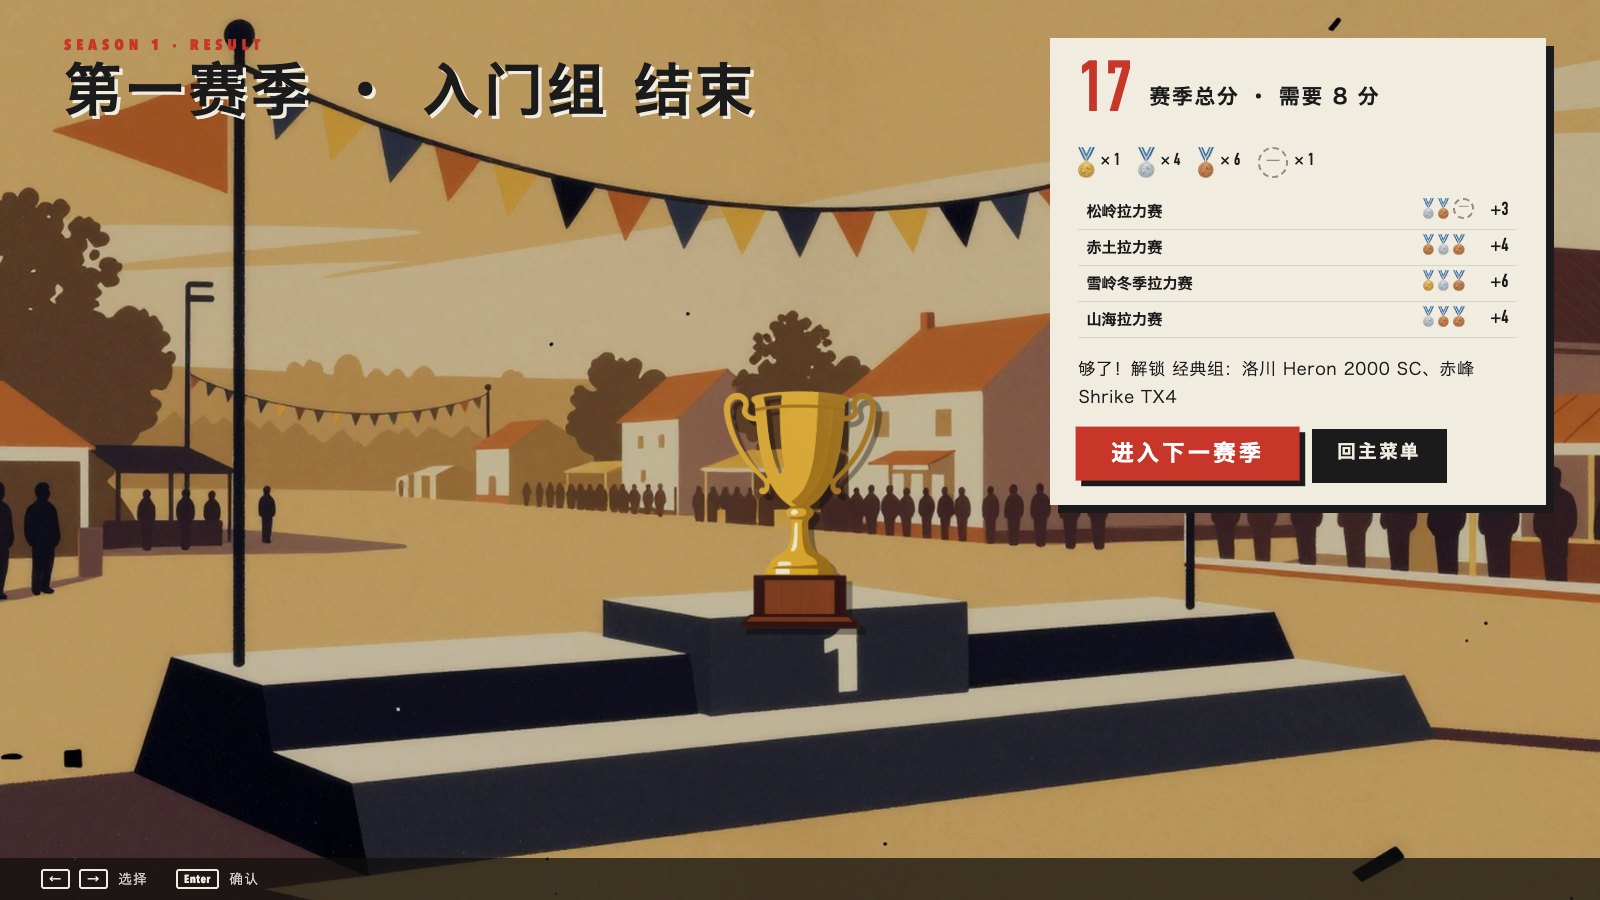 SEASON 1 · RESULT
第一赛季 · 入门组 结束
17 赛季总分 · 需要 8 分
×1 ×4 ×6 ×1
松岭拉力赛 +3
赤土拉力赛 +4
雪岭冬季拉力赛 +6
山海拉力赛 +4
够了！解锁 经典组：洛川 Heron 2000 SC、赤峰
Shrike TX4
进入下一赛季 回主菜单
1
← → 选择 Enter 确认